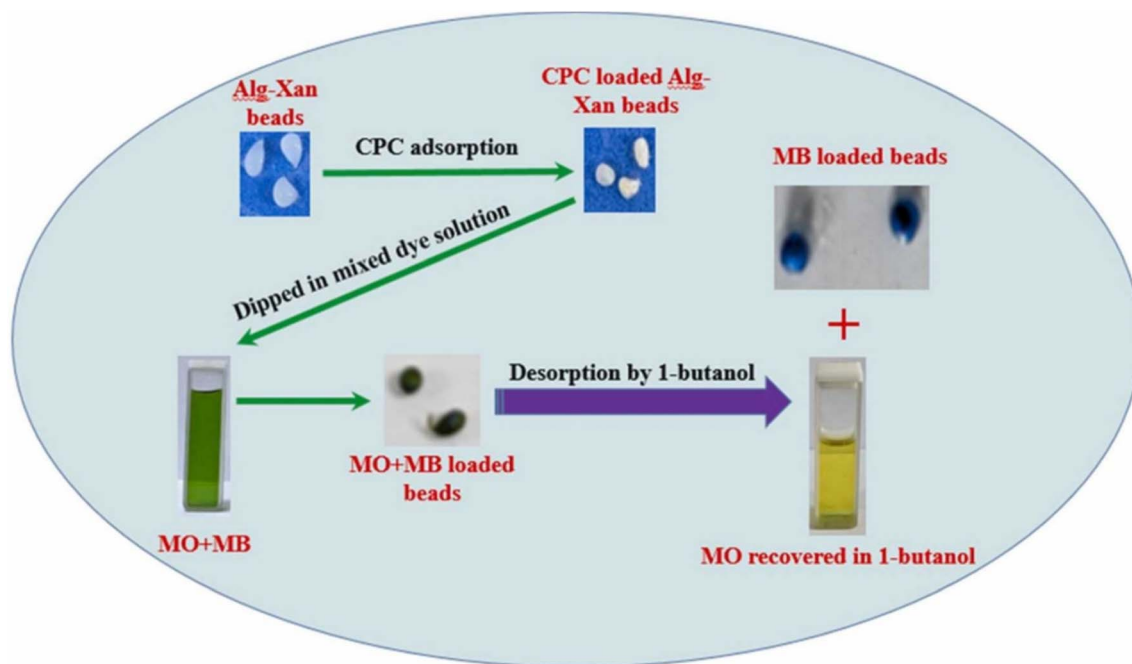 Alg-Xan
beads
CPC adsorption
CPC loaded Alg-
Xan beads
MB loaded beads
Dipped in mixed dye solution
+
MO+MB
MO+MB loaded
beads
Desorption by 1-butanol
MO recovered in 1-butanol